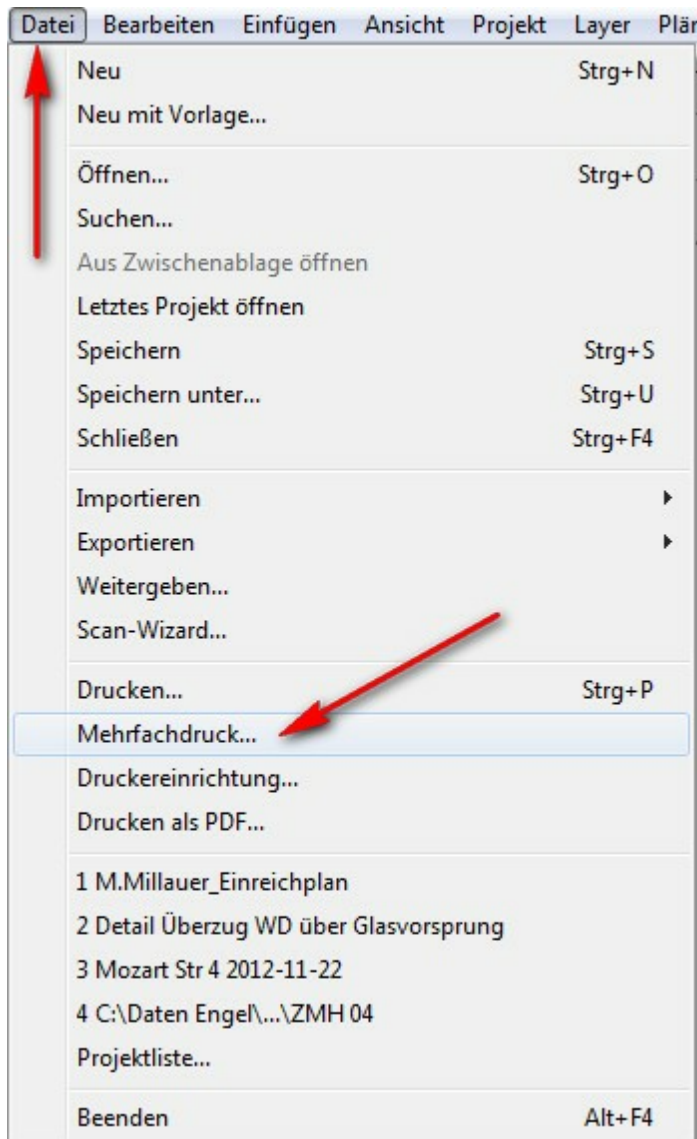 Datei Bearbeiten Einfügen Ansicht Projekt Layer
Neu Strg+N
Neu mit Vorlage...
Öffnen... Strg+O
Suchen...
Aus Zwischenablage öffnen
Letztes Projekt öffnen
Speichern Strg+S
Speichern unter... Strg+U
Schließen Strg+F4
Importieren
Exportieren
Weitergeben...
Scan-Wizard...
Drucken... Strg+P
Mehrfachdruck...
Druckereinrichtung...
Drucken als PDF...
1 M.Millauer_Einreichplan
2 Detail Überzug WD über Glasvorsprung
3 Mozart Str 4 2012-11-22
4 C:\Daten Engel\...\ZMH 04
Projektliste...
Beenden Alt+F4